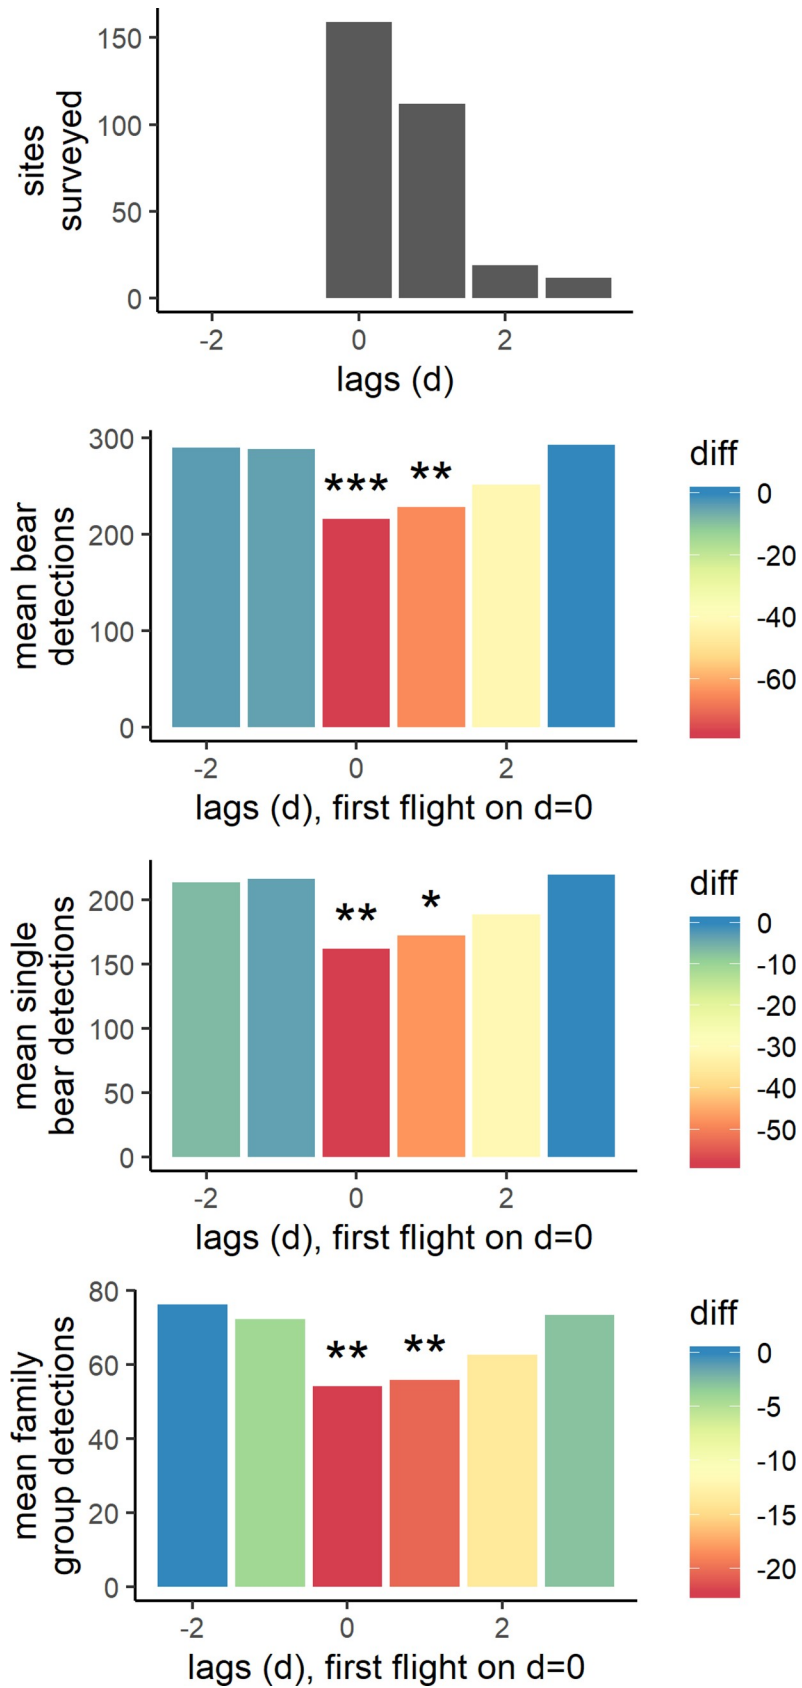 150
100
50
0
sites
surveyed
-2 0 2
lags (d)
300
200
100
0
mean bear
detections
*** **
-2 0 2
lags (d), first flight on d=0
diff
0
-20
-40
-60
200
150
100
50
0
mean single
bear detections
** *
-2 0 2
lags (d), first flight on d=0
diff
0
-10
-20
-30
-40
-50
80
60
40
20
0
mean family
group detections
** **
-2 0 2
lags (d), first flight on d=0
diff
0
-5
-10
-15
-20